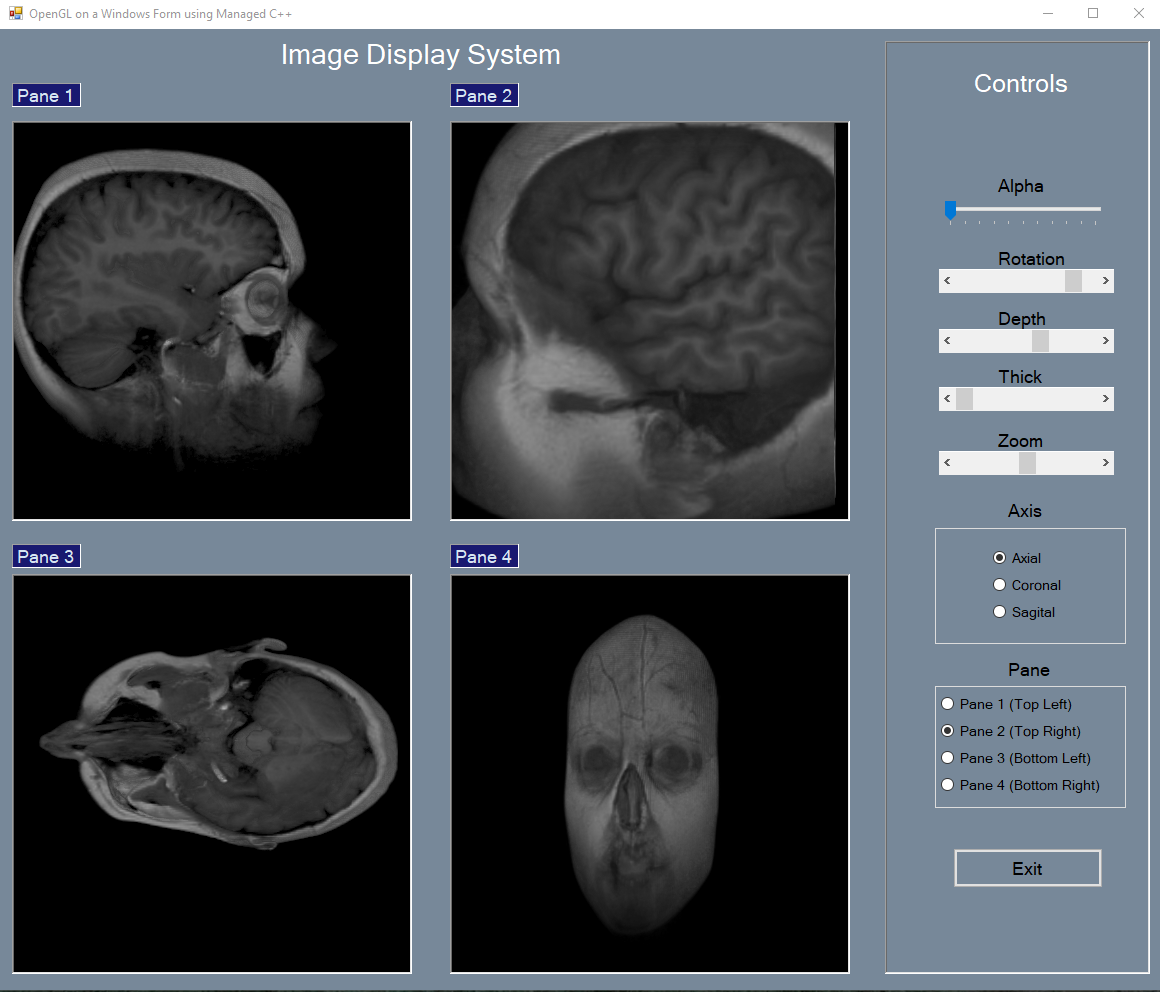 OpenGL on a Windows Form using Managed C++
Image Display System
Pane 1
Pane 2
Pane 3
Pane 4
Controls
Alpha
Rotation
Depth
Thick
Zoom
Axis
Axial
Coronal
Sagital
Pane
Pane 1 (Top Left)
Pane 2 (Top Right)
Pane 3 (Bottom Left)
Pane 4 (Bottom Right)
Exit